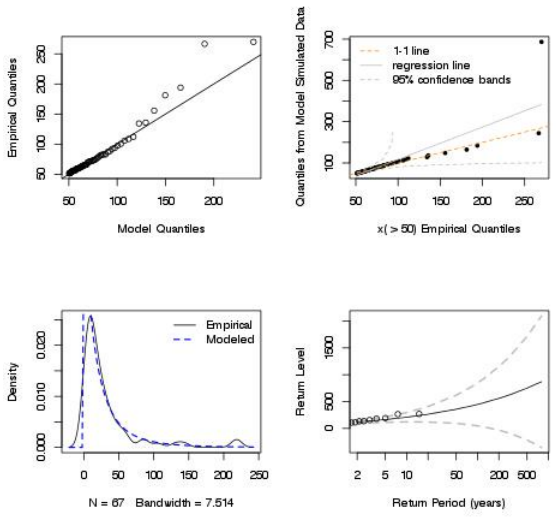 Empirical Quantiles
250
200
150
100
50
50
100
150
200
Model Quantiles
Quantiles from Model Simulated Data
700
500
300
100
1-1 line
regression line
95% confidence bands
50
100
150
200
250
x( > 50) Empirical Quantiles
Density
0.020
0.010
0.000
Empirical
Modeled
0
50
100
150
200
250
N = 67 Bandwidth = 7.514
Return Level
1500
500
0
2
5
10
50
200
500
Return Period (years)